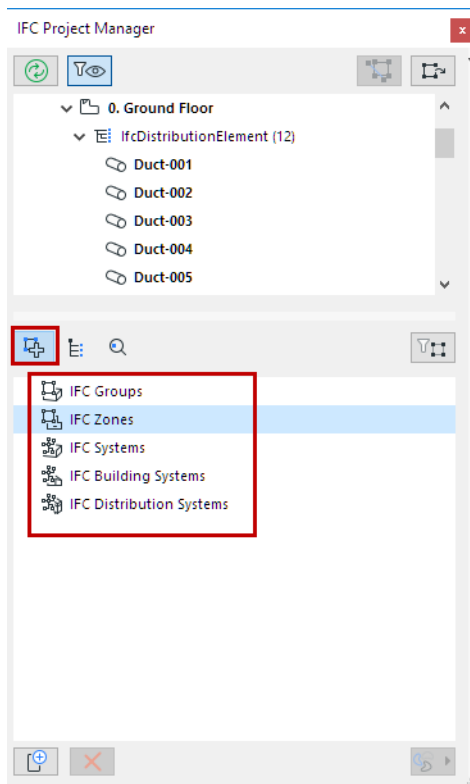 IFC Project Manager
x
0. Ground Floor
IfcDistributionElement (12)
Duct-001
Duct-002
Duct-003
Duct-004
Duct-005
IFC Groups
IFC Zones
IFC Systems
IFC Building Systems
IFC Distribution Systems